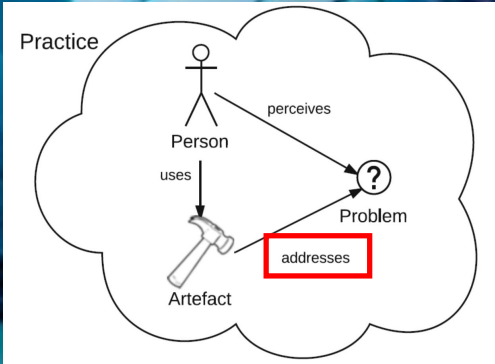 Practice
perceives
Person
uses
?
Problem
addresses
Artefact